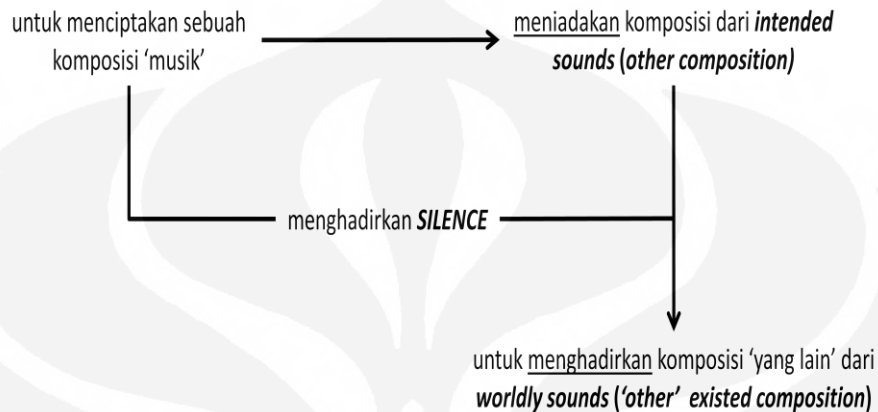 untuk menciptakan sebuah
komposisi ‘musik’
meniadakan komposisi dari intended
sounds (other composition)
menghadirkan SILENCE
untuk menghadirkan komposisi ‘yang lain’ dari
worldly sounds (‘other’ existed composition)